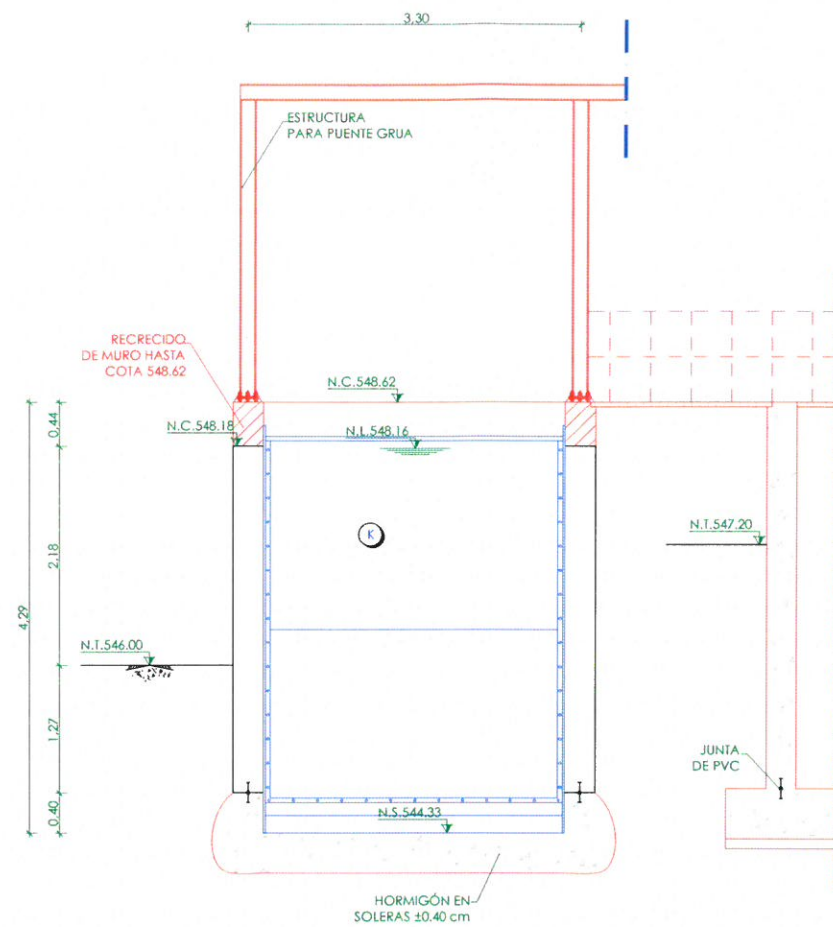 3,30
ESTRUCTURA
PARA PUENTE GRUA
RECRECIDO
DE MURO HASTA
COTA 548.62
N.C.548.62
N.C.548.18
N.L.548.16
0,44
K
N.T.547.20
2,18
4,29
N.T.546.00
1,27
JUNTA
DE PVC
0,40
N.S.544.33
HORMIGÓN EN
SOLERAS ±0.40 cm